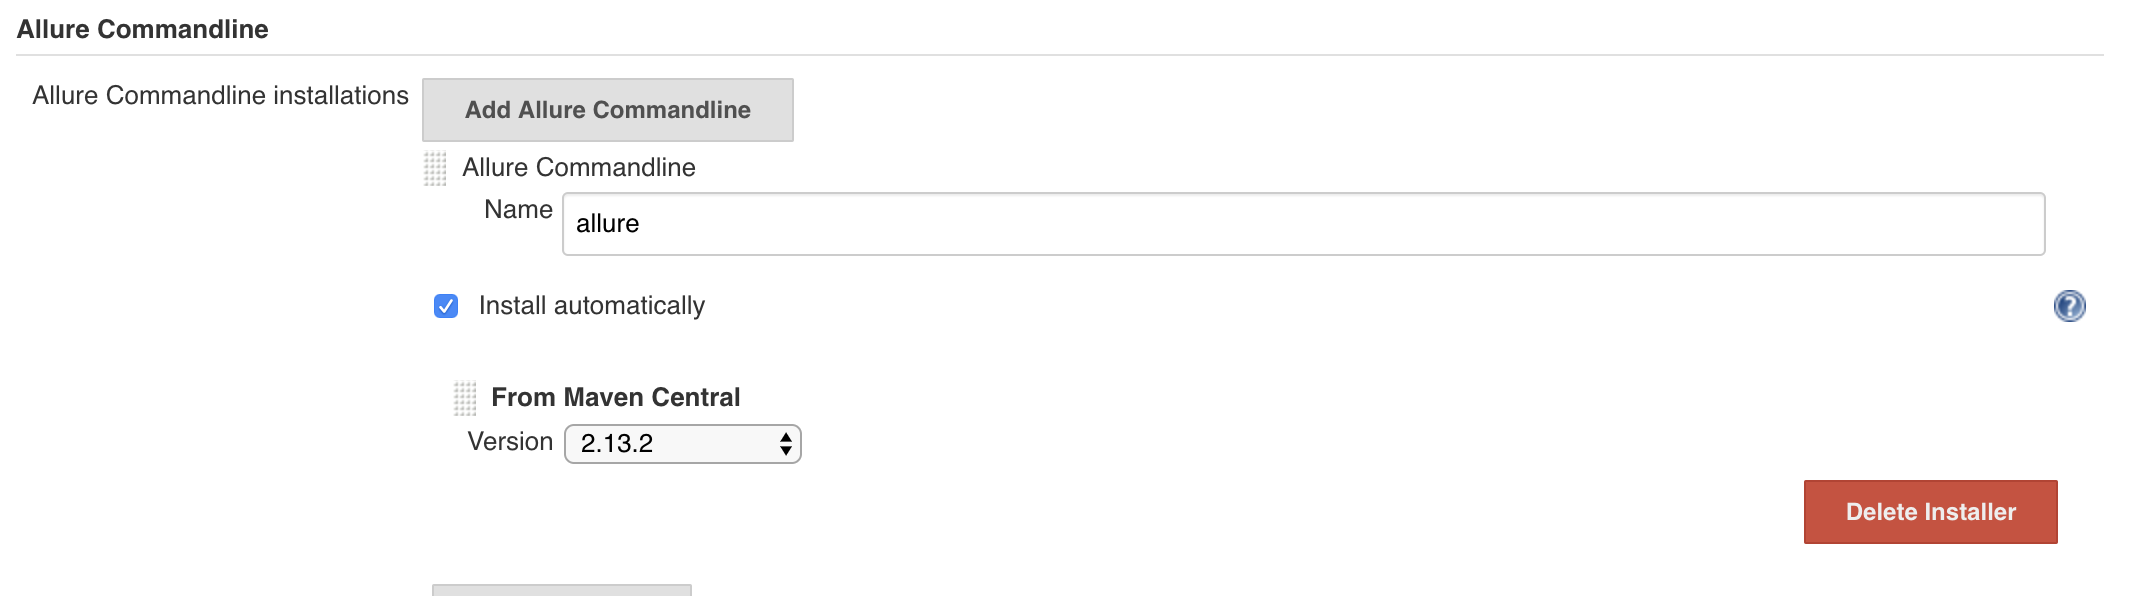 Allure Commandline
Allure Commandline installations
Add Allure Commandline
Allure Commandline
Name
allure
Install automatically
?
From Maven Central
Version
2.13.2
Delete Installer